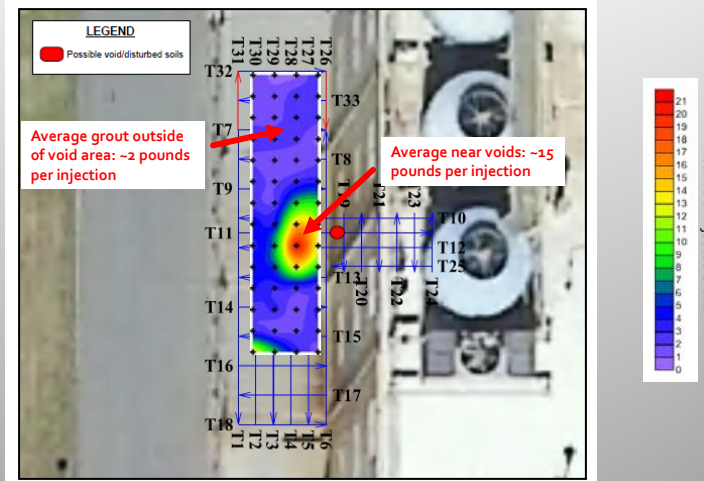 LEGEND
Possible void/disturbed soils
T31
T30
T29
T28
T27
T26
T32
T33
T7
Average grout outside
of void area: ~2 pounds
per injection
Average near voids: ~15
pounds per injection
T8
T9
T19
T21
T23
T10
T11
T12
T25
T13
T20
T22
T24
T14
T15
T16
T17
T18
T1
T2
T3
T4
T5
T6
21
20
19
18
17
16
15
14
13
12
11
10
9
8
7
6
5
4
3
2
1
0